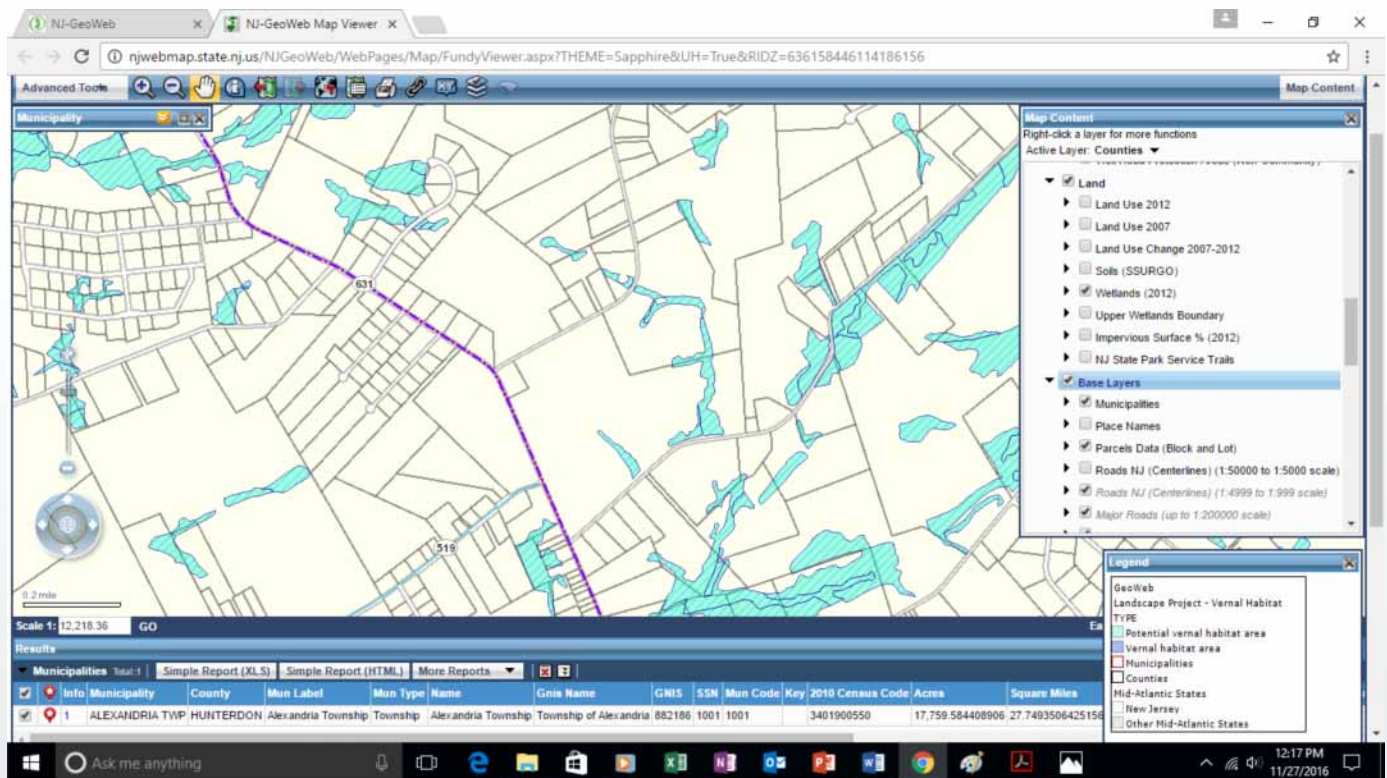 NJ-GeoWeb
NJ-GeoWeb Map Viewer
njwebmap.state.nj.us/NJGeoWeb/WebPages/Map/FundyViewer.aspx?THEME=Sapphire&UH=True&RIDZ=636158446114186156
Advanced Tools
Map Content
Municipality
Map Content
Right-click a layer for more functions
Active Layer: Counties
Land
Land Use 2012
Land Use 2007
Land Use Change 2007-2012
Soils (SSURGO)
Wetlands (2012)
Upper Wetlands Boundary
Impervious Surface % (2012)
NJ State Park Service Trails
Base Layers
Municipalities
Place Names
Parcels Data (Block and Lot)
Roads NJ (Centerlines) (1:50000 to 1:5000 scale)
Roads NJ (Centerlines) (1:4999 to 1:999 scale)
Major Roads (up to 1:200000 scale)
631
519
0.2 mile
Legend
GeoWeb
Landscape Project - Vernal Habitat
TYPE
Potential vernal habitat area
Vernal habitat area
Municipalities
Counties
Mid-Atlantic States
New Jersey
Other Mid-Atlantic States
Scale 1: 12,218.36 GO Ea
Results
Municipalities Total:1 Simple Report (XLS) Simple Report (HTML) More Reports
Info Municipality County Mun Label Mun Type Name Gnis Name GNIS SSN Mun Code Key 2010 Census Code Acres Square Miles
1 ALEXANDRIA TWP HUNTERDON Alexandria Township Township Alexandria Township Township of Alexandria 882186 1001 1001 3401900550 17,759.584408906 27.7493506425156
Ask me anything
12:17 PM
11/27/2016